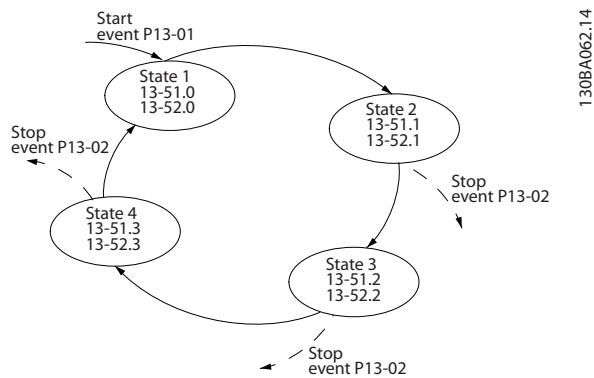 Start
event P13-01
State 1
13-51.0
13-52.0
State 2
13-51.1
13-52.1
Stop
event P13-02
Stop
event P13-02
State 4
13-51.3
13-52.3
State 3
13-51.2
13-52.2
Stop
event P13-02
130BA062.14